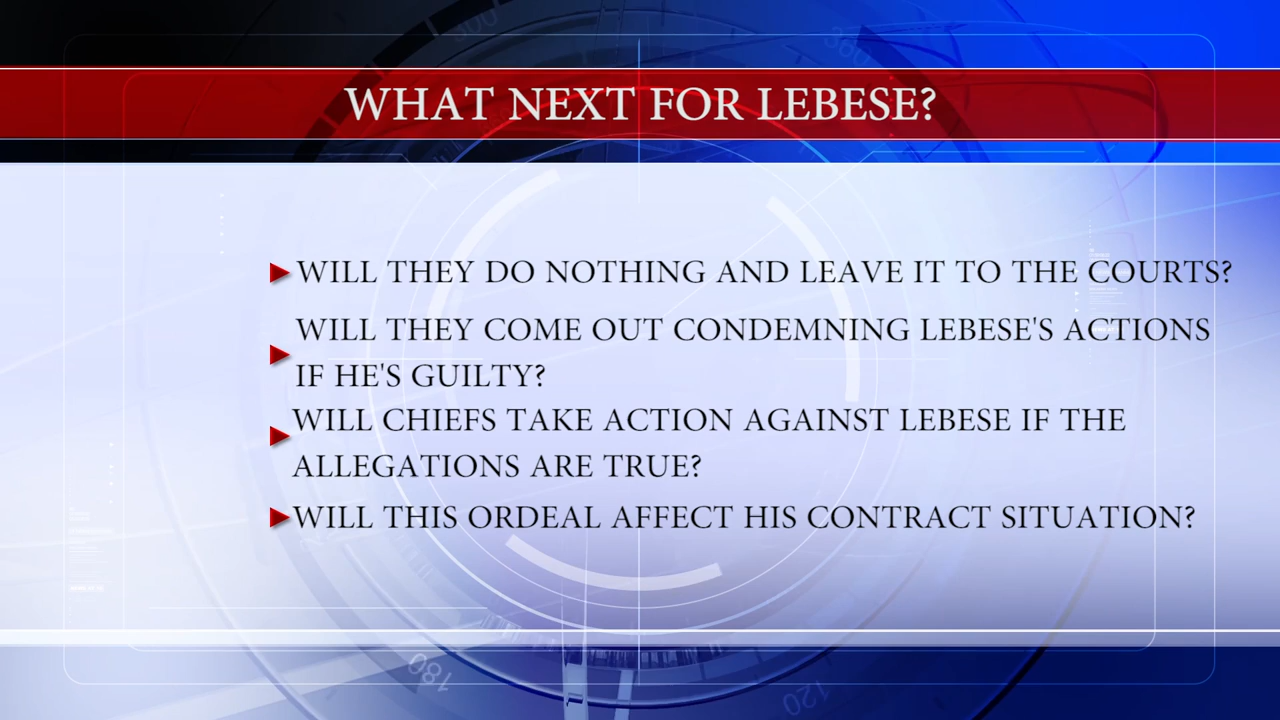 WHAT NEXT FOR LEBESE?
WILL THEY DO NOTHING AND LEAVE IT TO THE COURTS?
WILL THEY COME OUT CONDEMNING LEBESE'S ACTIONS
IF HE'S GUILTY?
WILL CHIEFS TAKE ACTION AGAINST LEBESE IF THE
ALLEGATIONS ARE TRUE?
WILL THIS ORDEAL AFFECT HIS CONTRACT SITUATION?
180
120